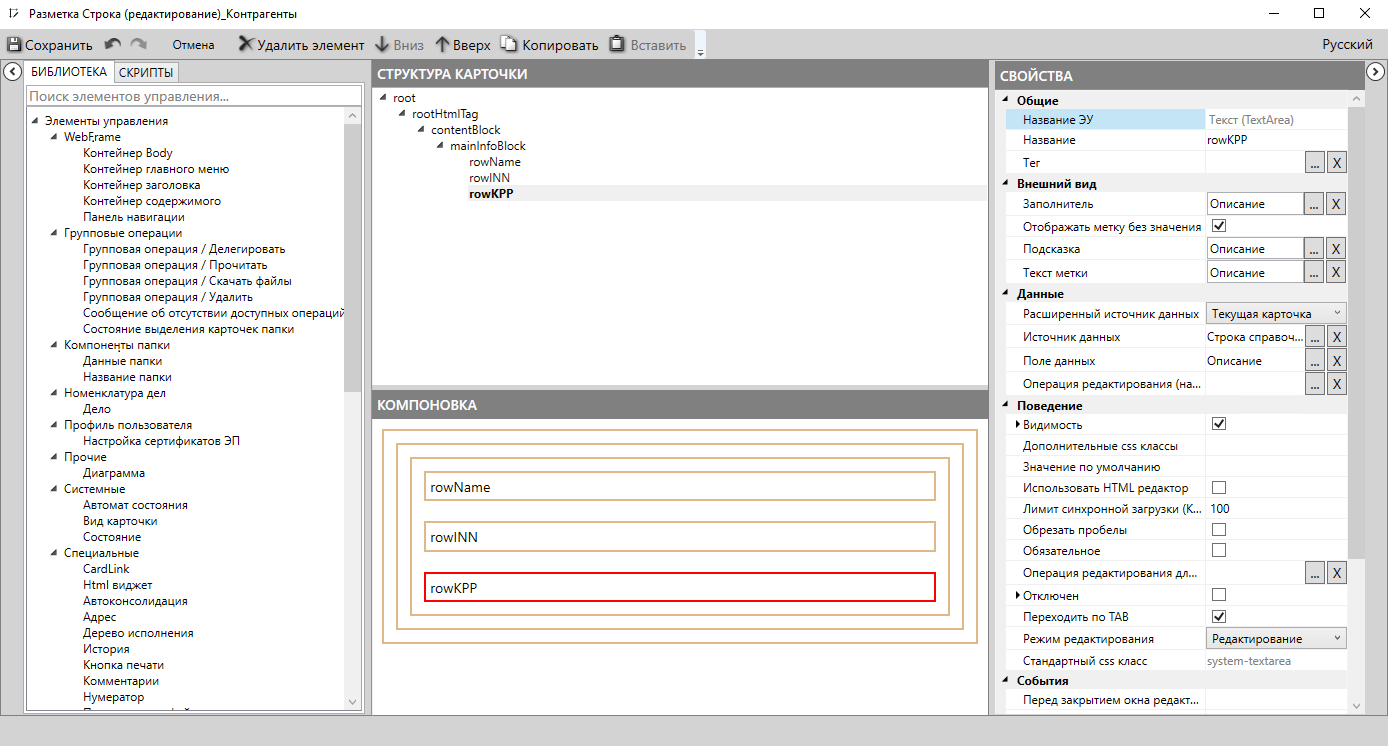 Разметка Строка (редактирование)_Контрагенты
Сохранить Отмена Удалить элемент Вниз Вверх Копировать Вставить Русский
БИБЛИОТЕКА СКРИПТЫ
Поиск элементов управления...
Элементы управления
WebFrame
Контейнер Body
Контейнер главного меню
Контейнер заголовка
Контейнер содержимого
Панель навигации
Групповые операции
Групповая операция / Делегировать
Групповая операция / Прочитать
Групповая операция / Скачать файлы
Групповая операция / Удалить
Сообщение об отсутствии доступных операций
Состояние выделения карточек папки
Компоненты папки
Данные папки
Название папки
Номенклатура дел
Дело
Профиль пользователя
Настройка сертификатов ЭП
Прочие
Диаграмма
Системные
Автомат состояния
Вид карточки
Состояние
Специальные
CardLink
Html виджет
Автоконсолидация
Адрес
Дерево исполнения
История
Кнопка печати
Комментарии
Нумератор
СТРУКТУРА КАРТОЧКИ
root
rootHtmlTag
contentBlock
mainInfoBlock
rowName
rowINN
rowKPP
КОМПОНОВКА
rowName
rowINN
rowKPP
СВОЙСТВА
Общие
Название ЭУ Текст (TextArea)
Название rowKPP
Тег ... X
Внешний вид
Заполнитель Описание ... X
Отображать метку без значения
Подсказка Описание ... X
Текст метки Описание ... X
Данные
Расширенный источник данных Текущая карточка
Источник данных Строка справоч... ... X
Поле данных Описание ... X
Операция редактирования (на... ... X
Поведение
Видимость
Дополнительные css классы
Значение по умолчанию
Использовать HTML редактор
Лимит синхронной загрузки (К... 100
Обрезать пробелы
Обязательное
Операция редактирования дл... ... X
Отключен
Переходить по TAB
Режим редактирования Редактирование
Стандартный css класс system-textarea
События
Перед закрытием окна редакт...